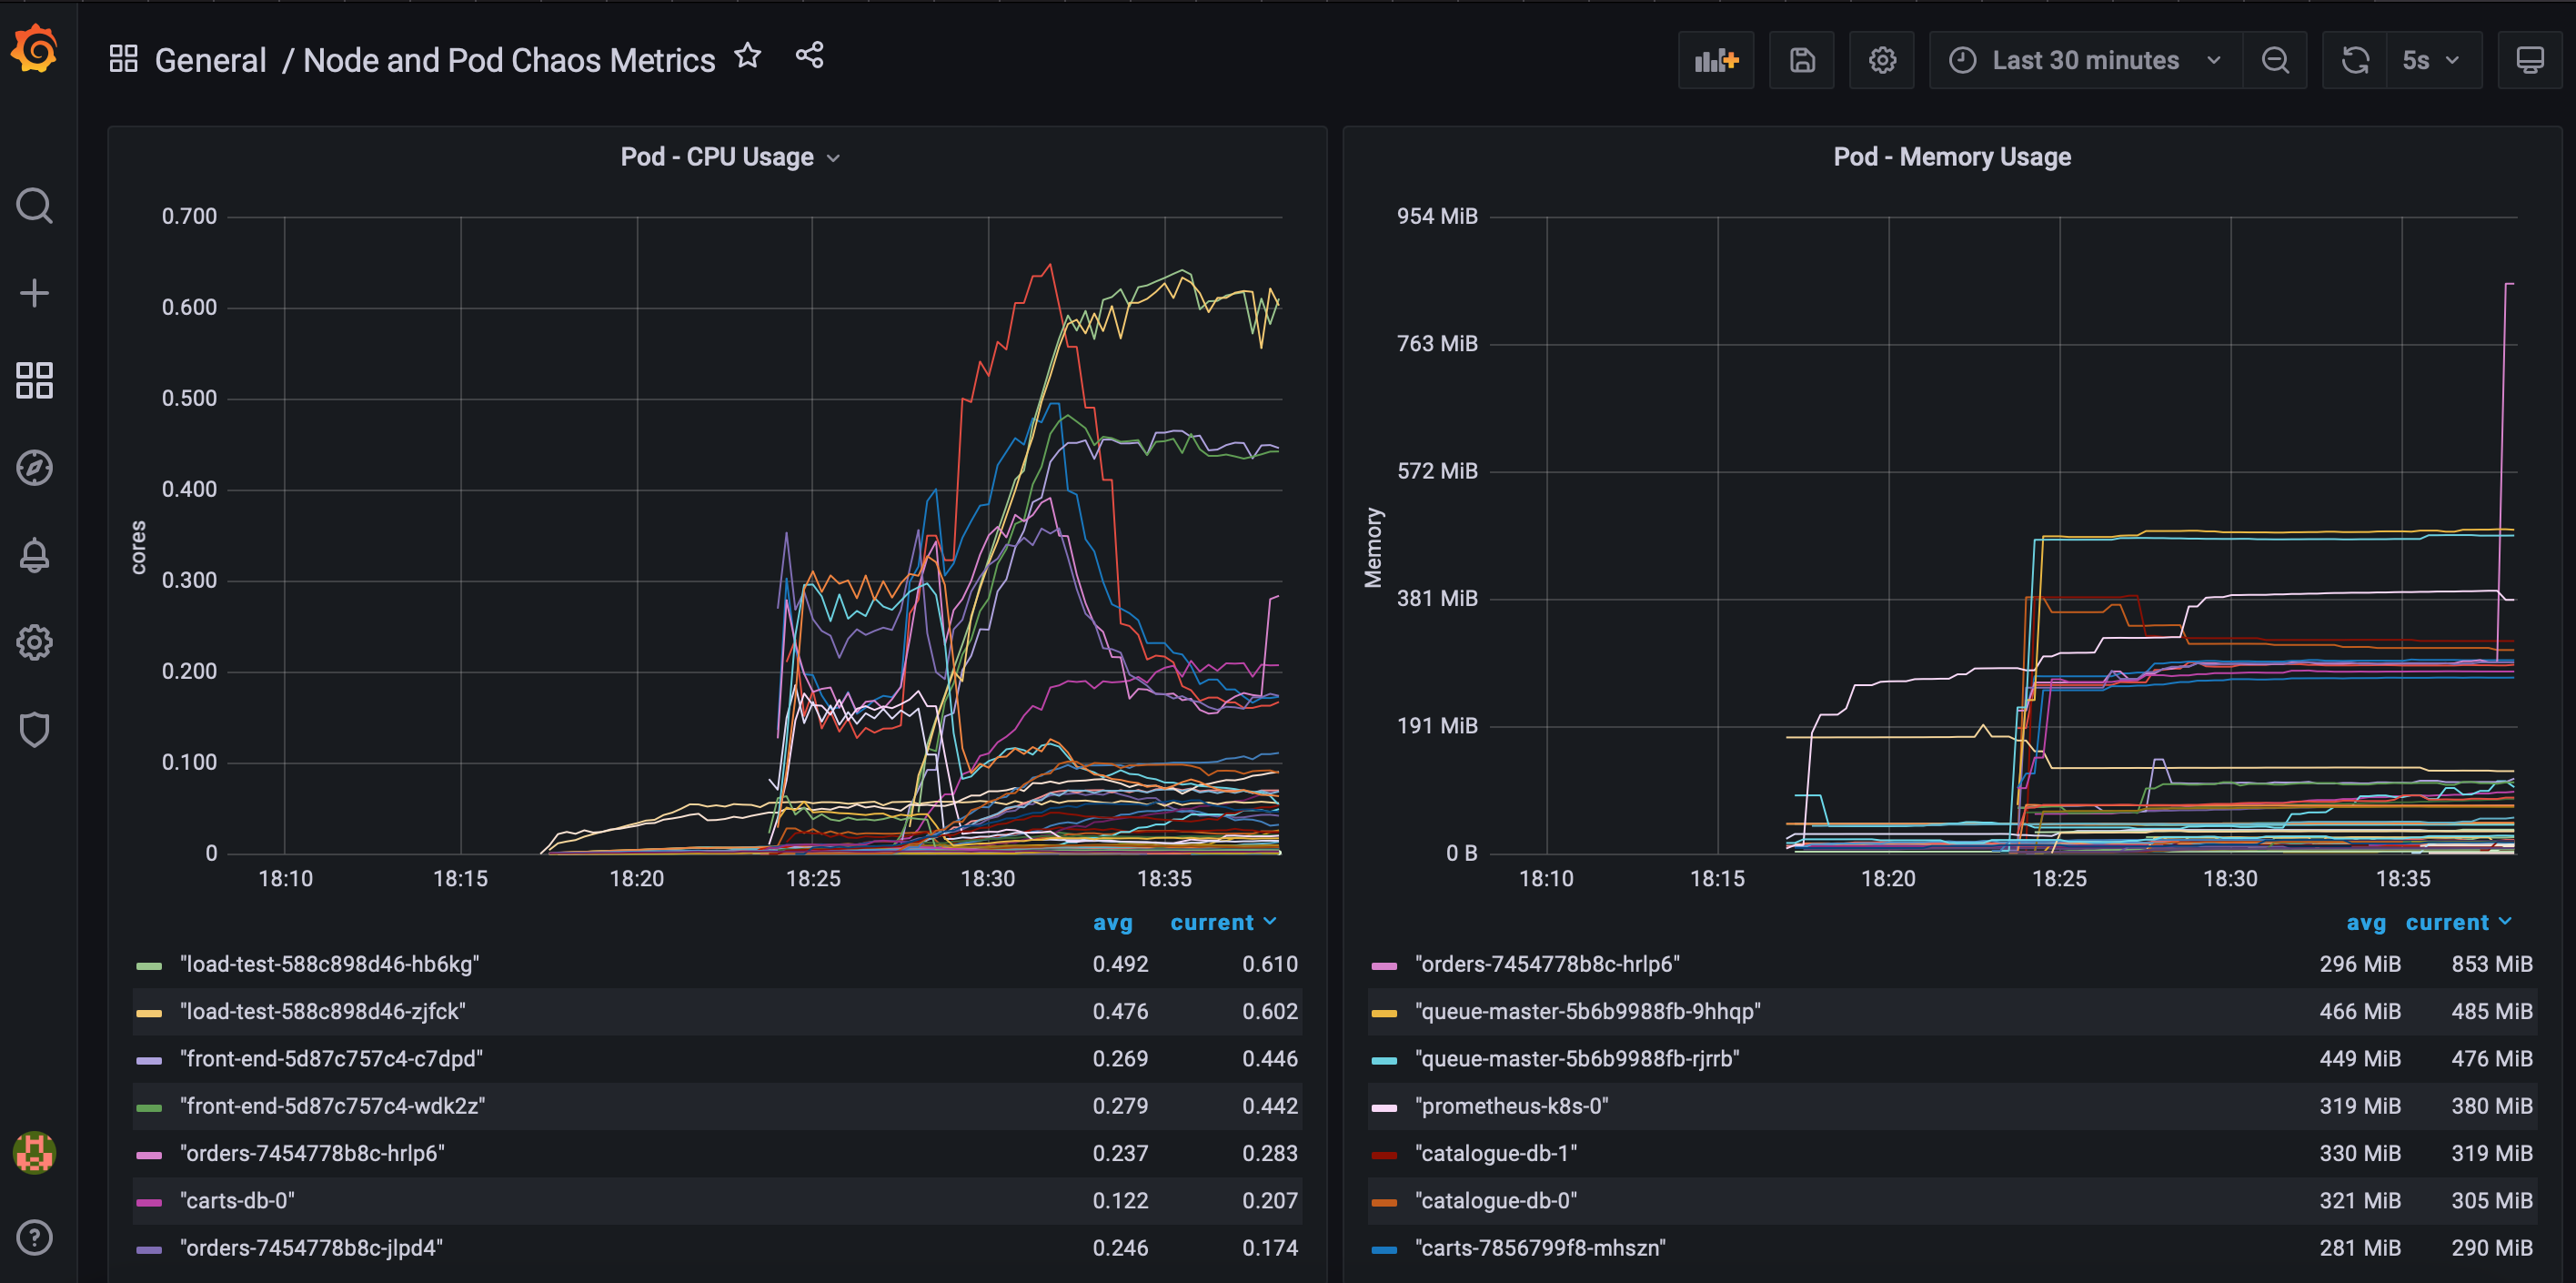 General / Node and Pod Chaos Metrics
Last 30 minutes
5s
Pod - CPU Usage
0.700
0.600
0.500
0.400
0.300
0.200
0.100
0
cores
18:10 18:15 18:20 18:25 18:30 18:35
avg current
"load-test-588c898d46-hb6kg" 0.492 0.610
"load-test-588c898d46-zjfck" 0.476 0.602
"front-end-5d87c757c4-c7dpd" 0.269 0.446
"front-end-5d87c757c4-wdk2z" 0.279 0.442
"orders-7454778b8c-hrlp6" 0.237 0.283
"carts-db-0" 0.122 0.207
"orders-7454778b8c-jlpd4" 0.246 0.174
Pod - Memory Usage
954 MiB
763 MiB
572 MiB
381 MiB
191 MiB
0 B
Memory
18:10 18:15 18:20 18:25 18:30 18:35
avg current
"orders-7454778b8c-hrlp6" 296 MiB 853 MiB
"queue-master-5b6b9988fb-9hhqp" 466 MiB 485 MiB
"queue-master-5b6b9988fb-rjrrb" 449 MiB 476 MiB
"prometheus-k8s-0" 319 MiB 380 MiB
"catalogue-db-1" 330 MiB 319 MiB
"catalogue-db-0" 321 MiB 305 MiB
"carts-7856799f8-mhszn" 281 MiB 290 MiB